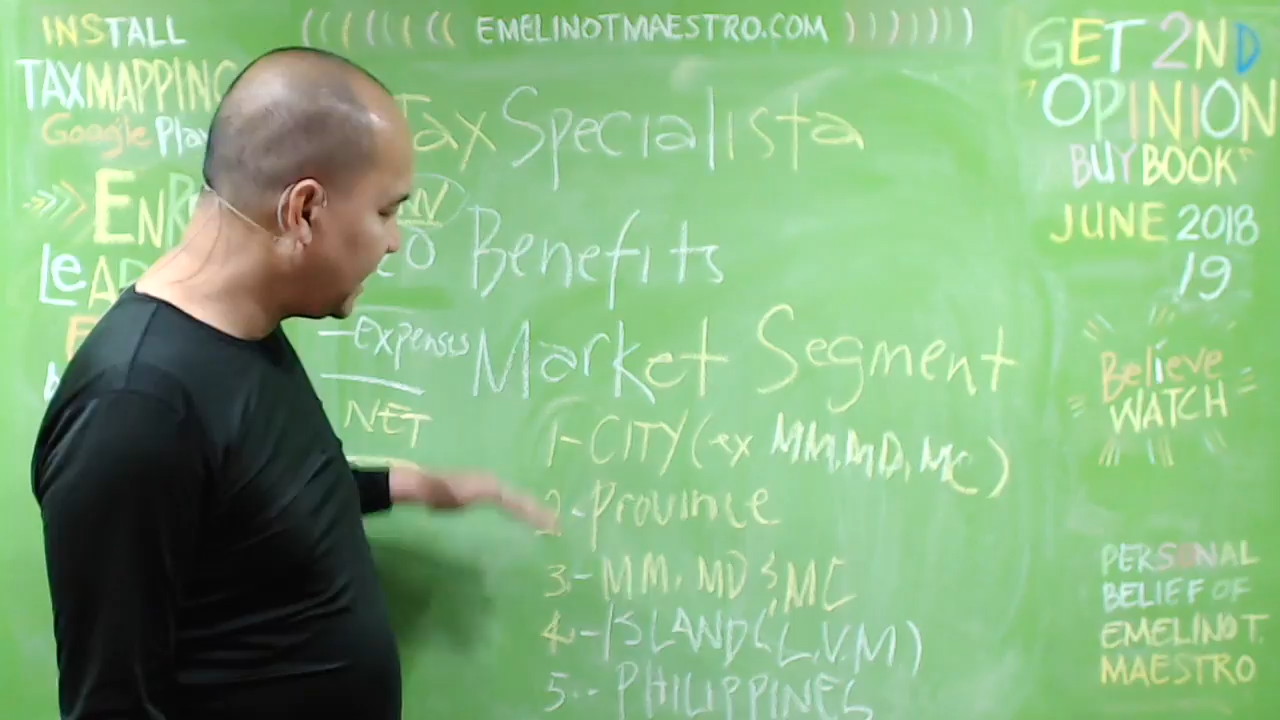 INSTALL
TAXMAPPING
Google Play
ENR
LEAD
((((((( EMELINOTMAESTRO.COM )))))))
Tax Specialista
Benefits
-Expenses
NET
Market Segment
1-CITY(ex MM,MD,MC)
2-Province
3.-MM. MD & MC
4-ISLAND(L.V.M)
5.-PHILIPPINES
GET 2ND
OPINION
BUY BOOK
JUNE 2018
19
Believe
WATCH
PERSONAL
BELIEF OF
EMELINO T.
MAESTRO